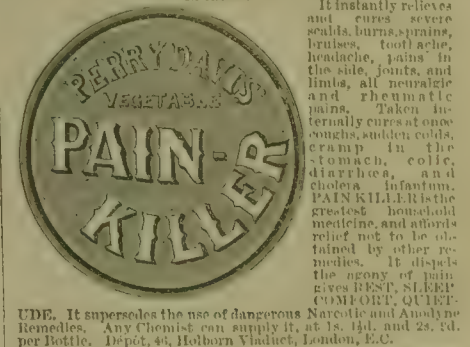 PERRY DAVIS'
VEGETABLE
PAIN-
KILLER
It instantly relieves
and cures severe
scalds, burns, sprains,
bruises, toothache,
headache, pains in
the side, joints, and
limbs, all neuralgic
and rheumatic
pains. Taken in-
ternally cures at once
coughs, sudden colds,
cramp in the
stomach, colic,
diarrhœa, and
cholera infantum.
PAIN KILLER is the
greatest household
medicine, and affords
relief not to be ob-
tained by other re-
medies. It dispels
the agony of pain
gives REST, SLEEP
COMFORT, QUIET-
UDE. It supersedes the use of dangerous Narcotic and Anodyne
Remedies. Any Chemist can supply it, at 1s. 1½d. and 2s. 9d.
per Bottle. Depôt, 46, Holborn Viaduct, London, E.C.